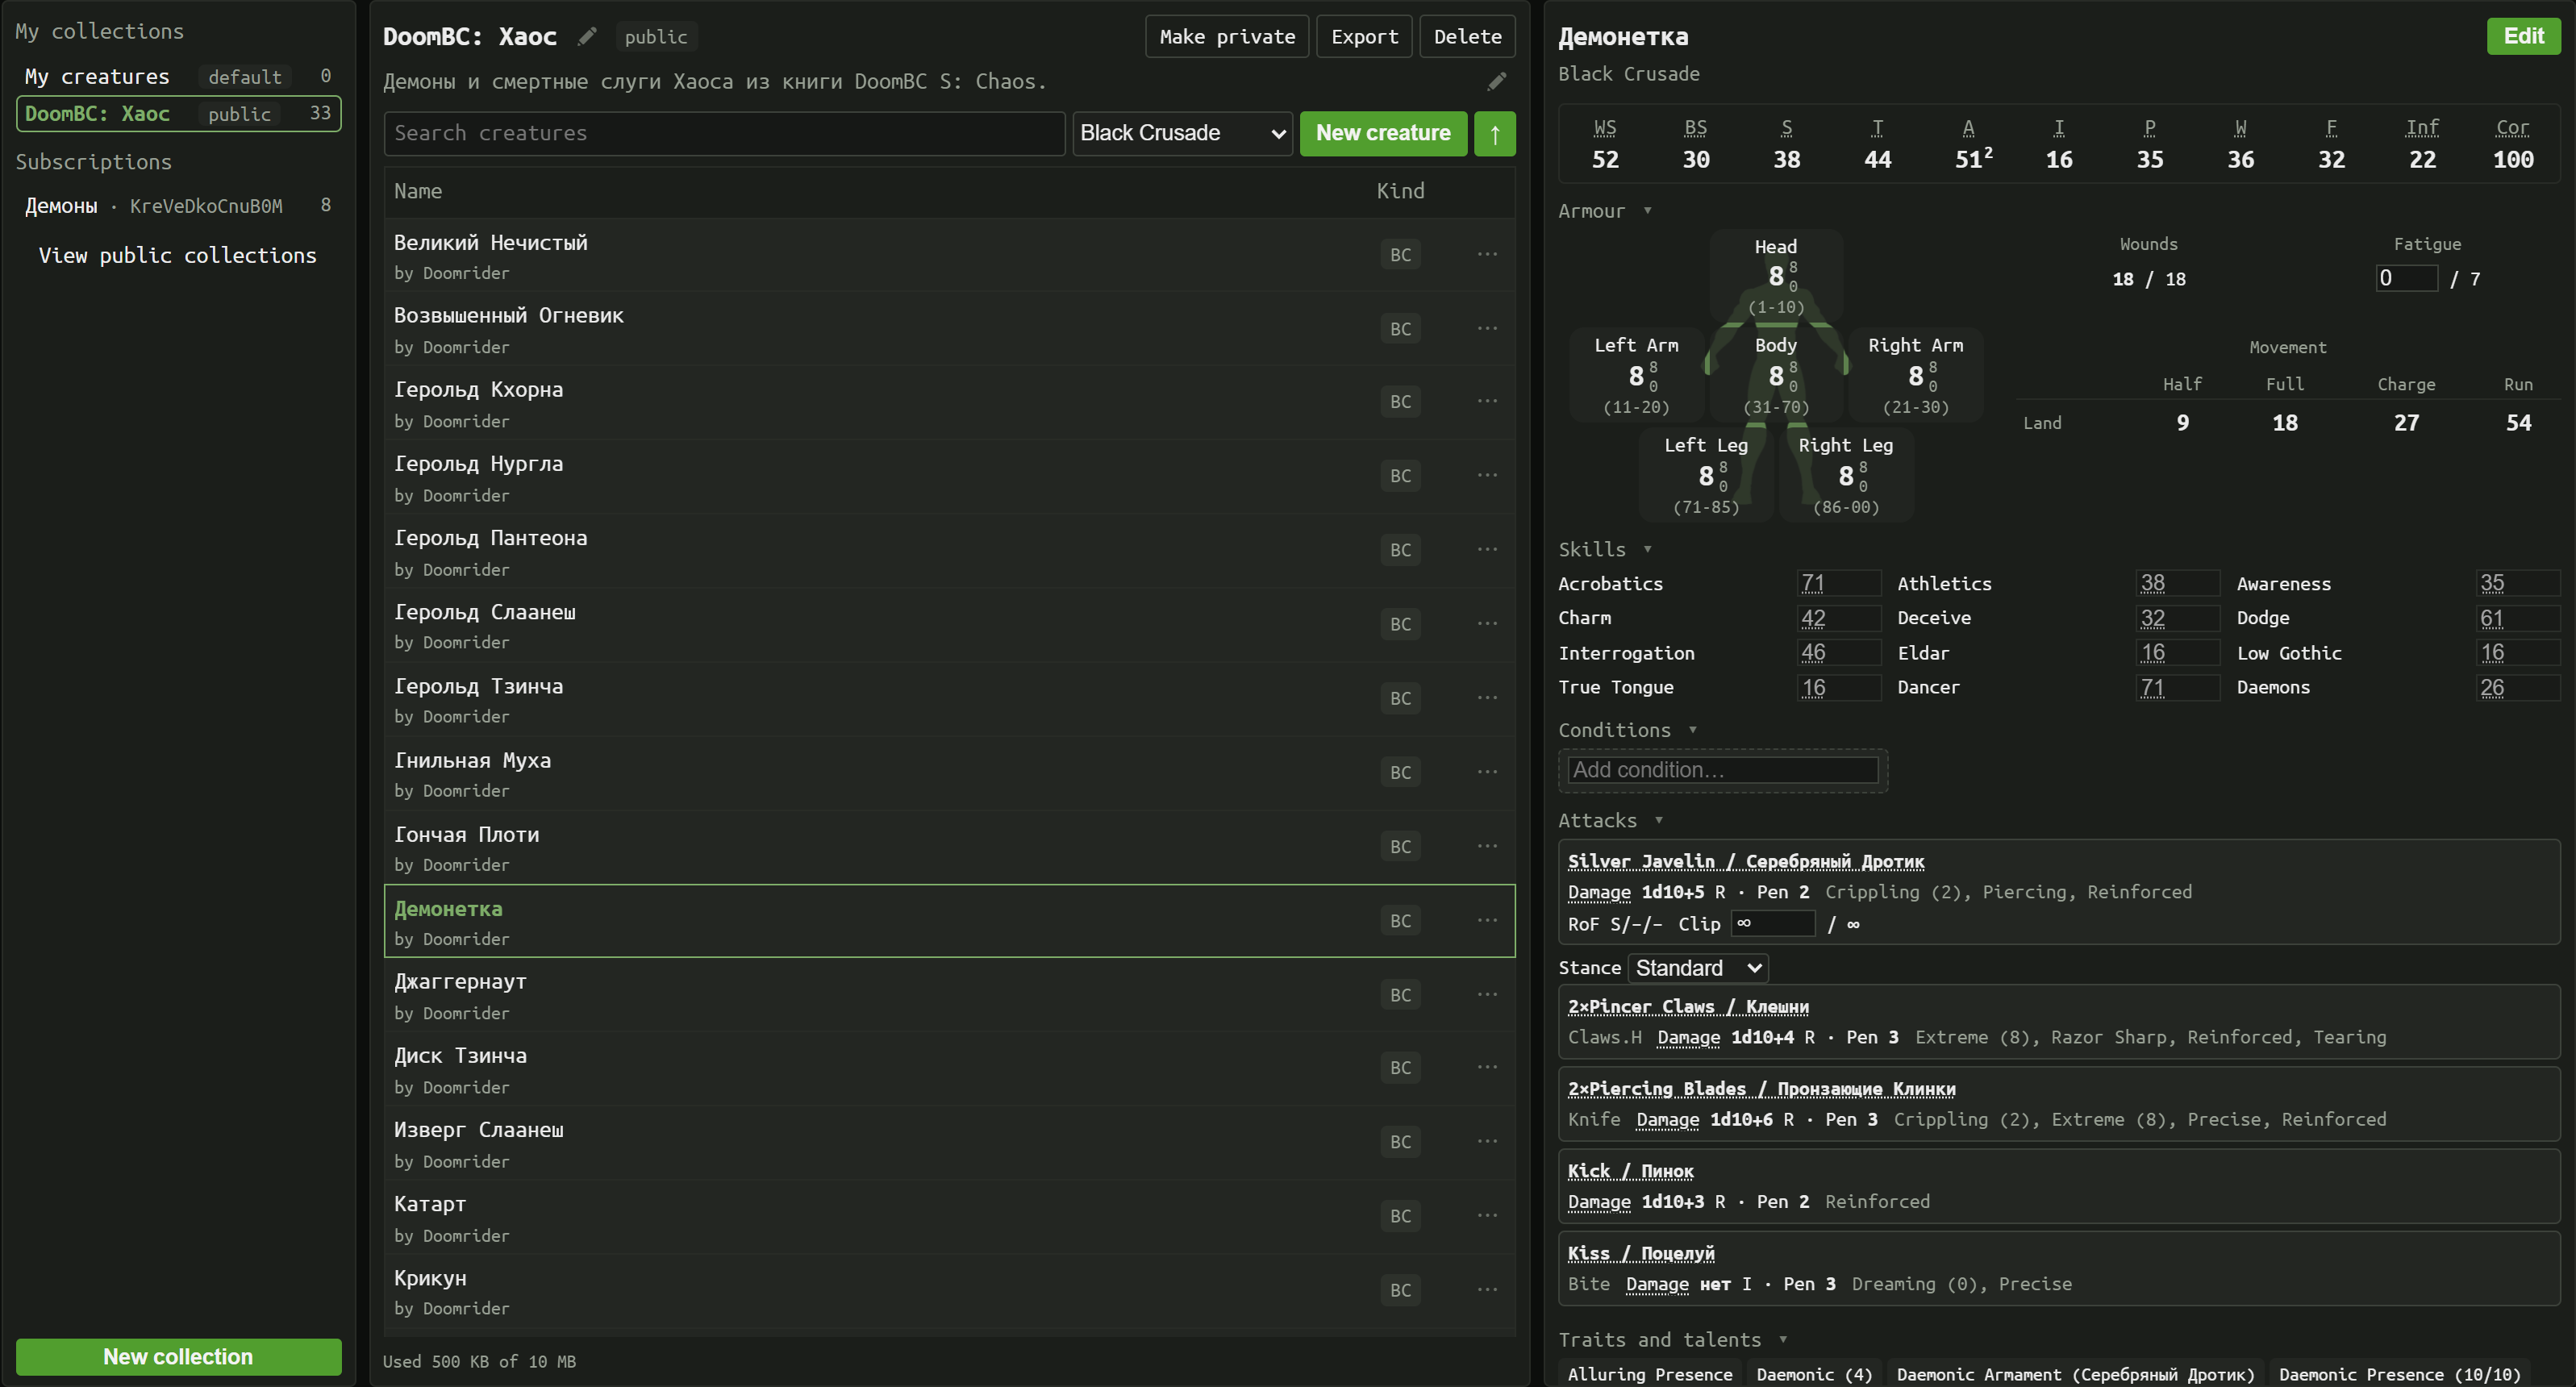 My collections
My creatures default 0
DoomBC: Хаос public 33
Subscriptions
Демоны · KreVeDkoCnuB0M 8
View public collections
New collection
DoomBC: Хаос public Make private Export Delete
Демоны и смертные слуги Хаоса из книги DoomBC S: Chaos.
Search creatures Black Crusade New creature ↑
Name Kind
Великий Нечистый BC ...
by Doomrider
Возвышенный Огневик BC ...
by Doomrider
Герольд Кхорна BC ...
by Doomrider
Герольд Нургла BC ...
by Doomrider
Герольд Пантеона BC ...
by Doomrider
Герольд Слаанеш BC ...
by Doomrider
Герольд Тзинча BC ...
by Doomrider
Гнильная Муха BC ...
by Doomrider
Гончая Плоти BC ...
by Doomrider
Демонетка BC ...
by Doomrider
Джаггернаут BC ...
by Doomrider
Диск Тзинча BC ...
by Doomrider
Изверг Слаанеш BC ...
by Doomrider
Катарт BC ...
by Doomrider
Крикун BC ...
by Doomrider
Used 500 KB of 10 MB
Демонетка Edit
Black Crusade
WS BS S T A I P W F Inf Cor
52 30 38 44 51² 16 35 36 32 22 100
Armour ▼
Head
8 8 0
(1-10)
Left Arm Body Right Arm
8 8 0 8 8 0 8 8 0
(11-20) (31-70) (21-30)
Left Leg Right Leg
8 8 0 8 8 0
(71-85) (86-00)
Wounds Fatigue
18 / 18 0 / 7
Movement
Half Full Charge Run
Land 9 18 27 54
Skills ▼
Acrobatics 71 Athletics 38 Awareness 35
Charm 42 Deceive 32 Dodge 61
Interrogation 46 Eldar 16 Low Gothic 16
True Tongue 16 Dancer 71 Daemons 26
Conditions ▼
Add condition…
Attacks ▼
Silver Javelin / Серебряный Дротик
Damage 1d10+5 R · Pen 2 Crippling (2), Piercing, Reinforced
RoF S/-/- Clip ∞ / ∞
Stance Standard
2×Pincer Claws / Клешни
Claws.H Damage 1d10+4 R · Pen 3 Extreme (8), Razor Sharp, Reinforced, Tearing
2×Piercing Blades / Пронзающие Клинки
Knife Damage 1d10+6 R · Pen 3 Crippling (2), Extreme (8), Precise, Reinforced
Kick / Пинок
Damage 1d10+3 R · Pen 2 Reinforced
Kiss / Поцелуй
Bite Damage нет I · Pen 3 Dreaming (0), Precise
Traits and talents ▼
Alluring Presence Daemonic (4) Daemonic Armament (Серебряный Дротик) Daemonic Presence (10/10)